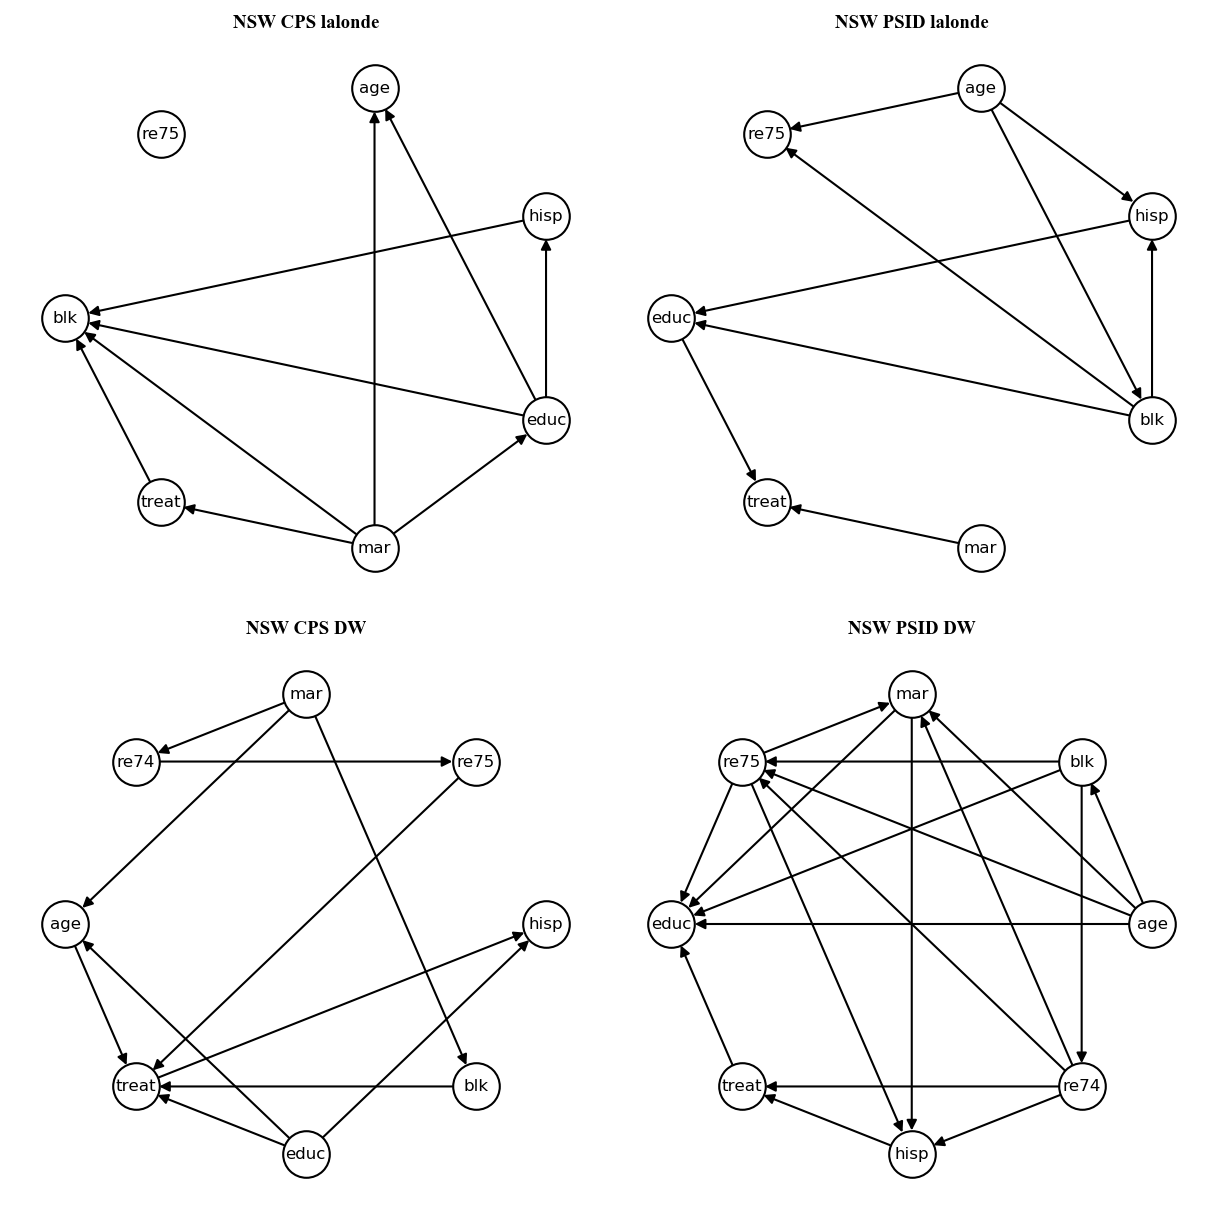 NSW CPS lalonde
age
re75
hisp
blk
educ
treat
mar
NSW PSID lalonde
age
re75
hisp
educ
blk
treat
mar
NSW CPS DW
mar
re74
re75
age
hisp
treat
blk
educ
NSW PSID DW
mar
re75
blk
educ
age
treat
re74
hisp